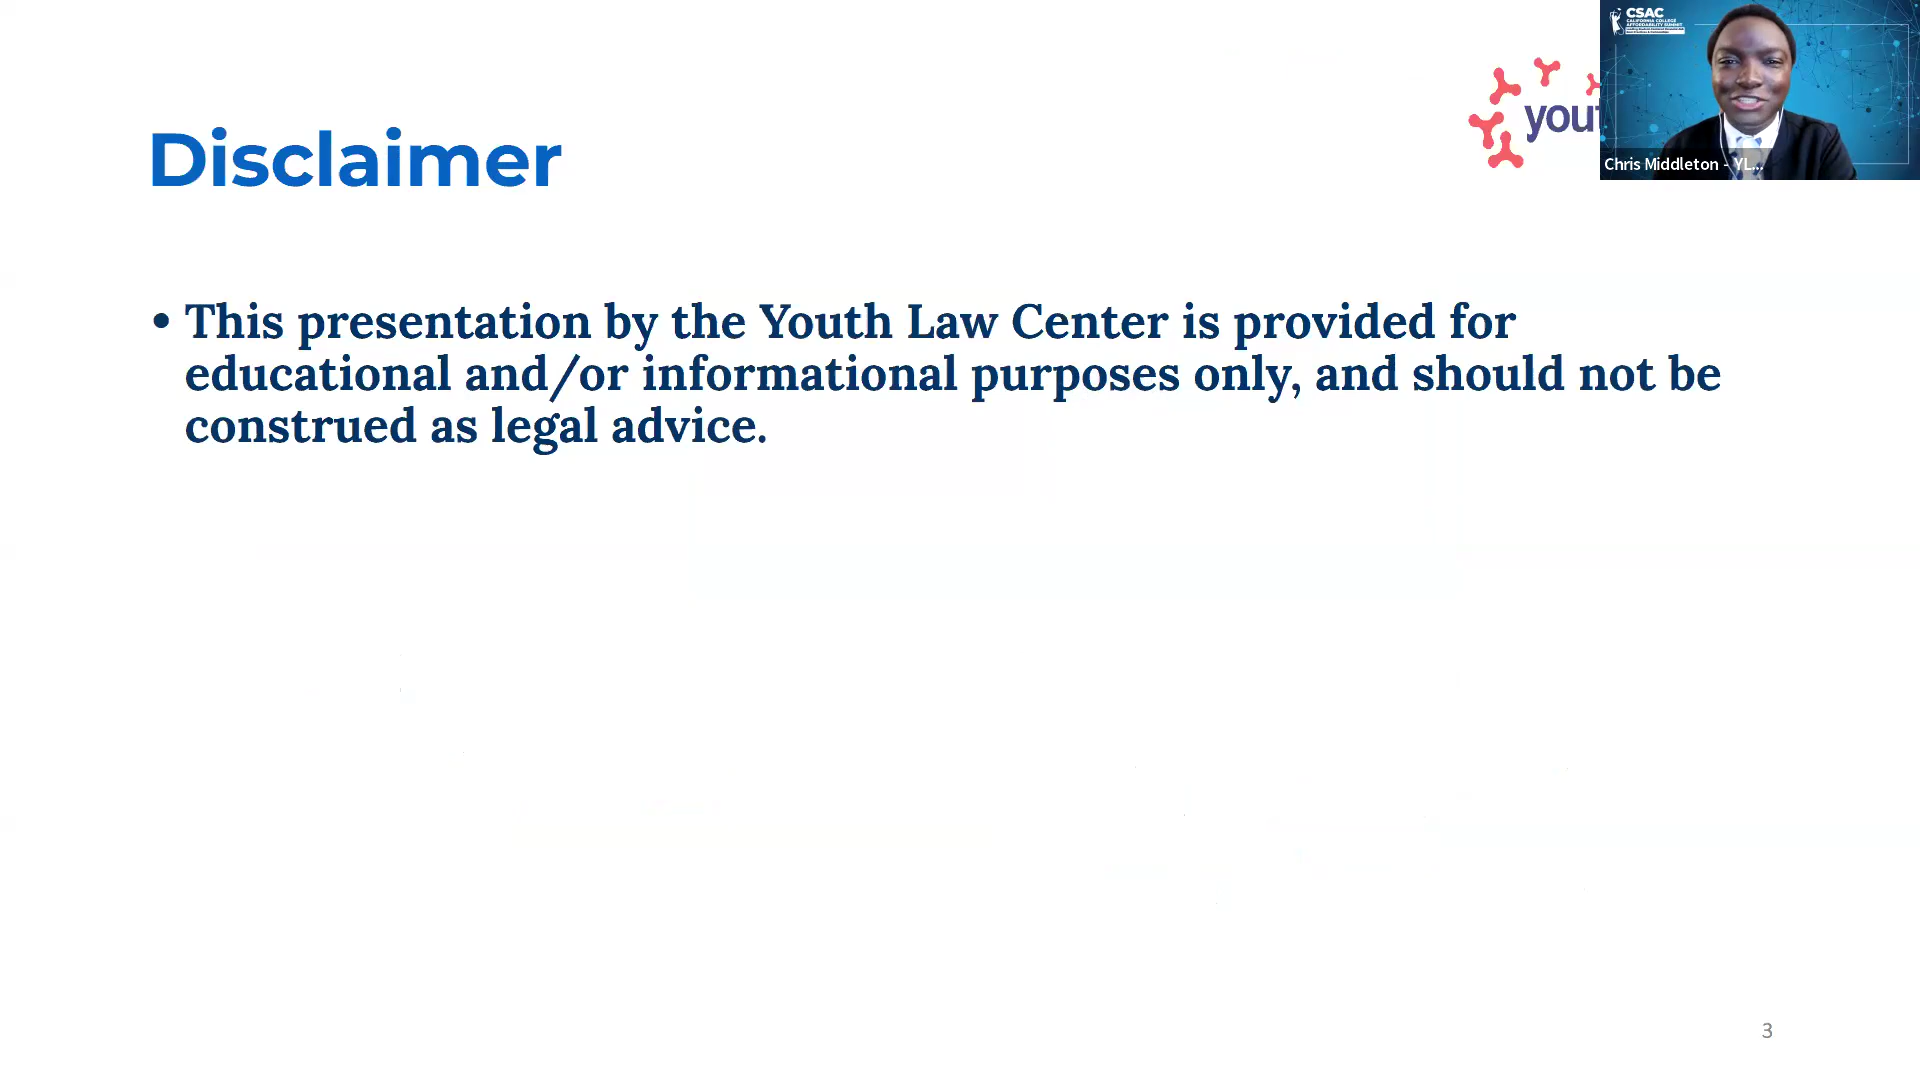 CSAC
CALIFORNIA COLLEGE
AFFORDABILITY SUMMIT
you
Chris Middleton - YL...
Disclaimer
• This presentation by the Youth Law Center is provided for
educational and/or informational purposes only, and should not be
construed as legal advice.
3